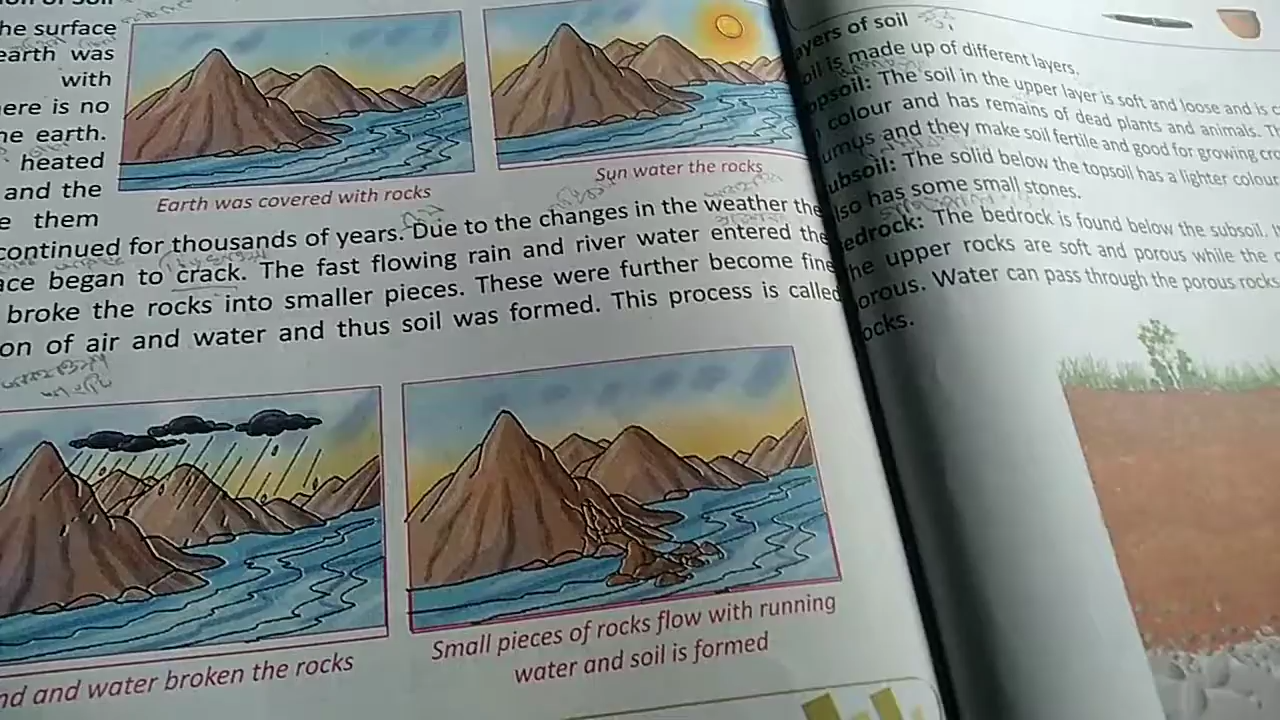 he surface
earth was
with
ere is no
he earth.
heated
and the
e them
continued for thousands of years. Due to the changes in the weather the
ace began to crack. The fast flowing rain and river water entered the
broke the rocks into smaller pieces. These were further become fine
on of air and water and thus soil was formed. This process is called
Earth was covered with rocks
Sun water the rocks
nd and water broken the rocks
Small pieces of rocks flow with running
water and soil is formed
ayers of soil
oil is made up of different layers.
opsoil: The soil in the upper layer is soft and loose and is
colour and has remains of dead plants and animals.
umus and they make soil fertile and good for growing cro
ubsoil: The solid below the topsoil has a lighter colour
lso has some small stones.
edrock: The bedrock is found below the subsoil.
he upper rocks are soft and porous while the
orous. Water can pass through the porous rocks
ocks.